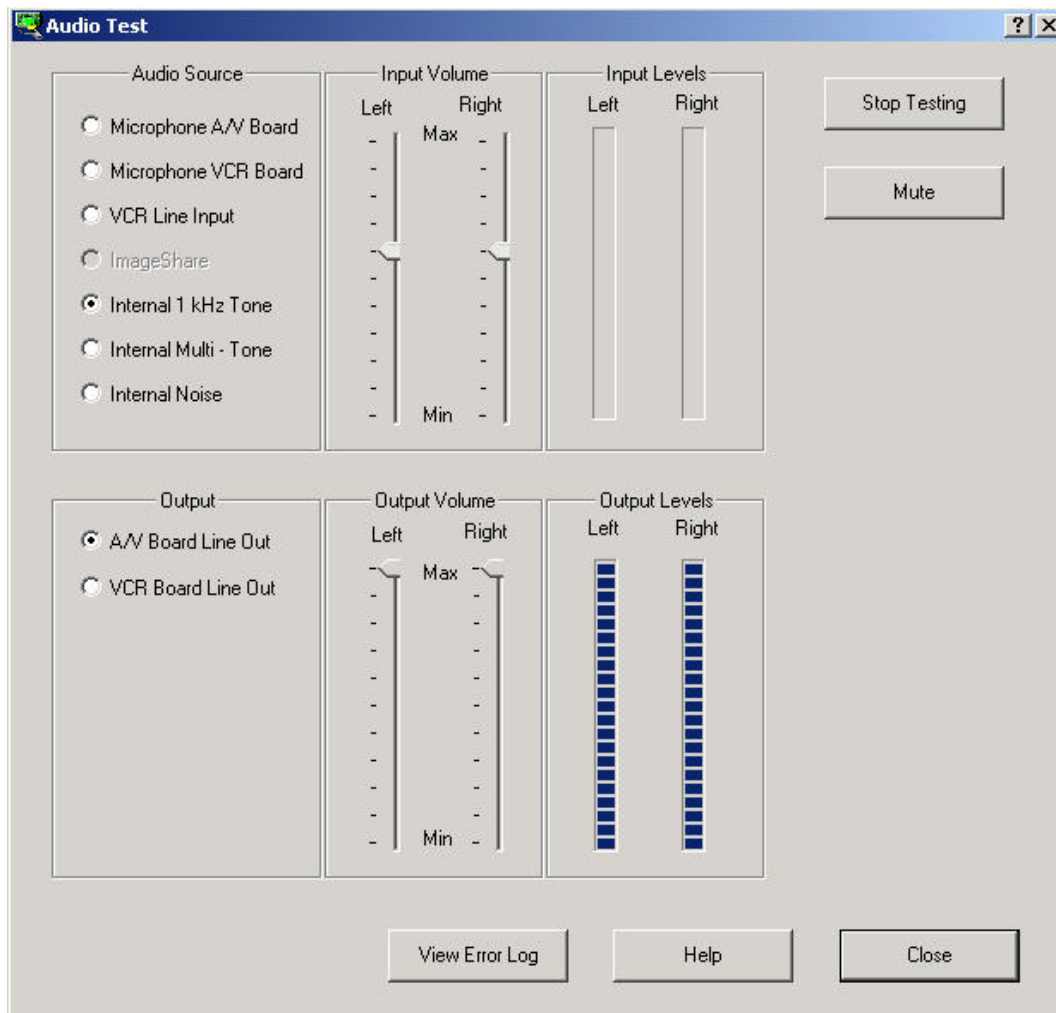 Audio Test
Audio Source
Microphone A/V Board
Microphone VCR Board
VCR Line Input
ImageShare
Internal 1 kHz Tone
Internal Multi - Tone
Internal Noise
Input Volume
Left Right
Max
Min
Input Levels
Left Right
Stop Testing
Mute
Output
A/V Board Line Out
VCR Board Line Out
Output Volume
Left Right
Max
Min
Output Levels
Left Right
View Error Log
Help
Close